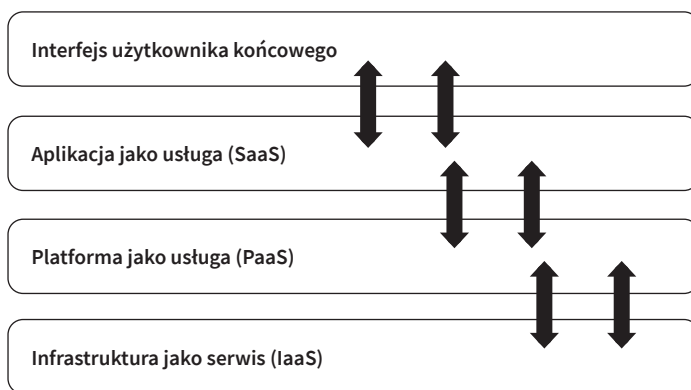 Interfejs użytkownika końcowego
Aplikacja jako usługa (SaaS)
Platforma jako usługa (PaaS)
Infrastruktura jako serwis (IaaS)